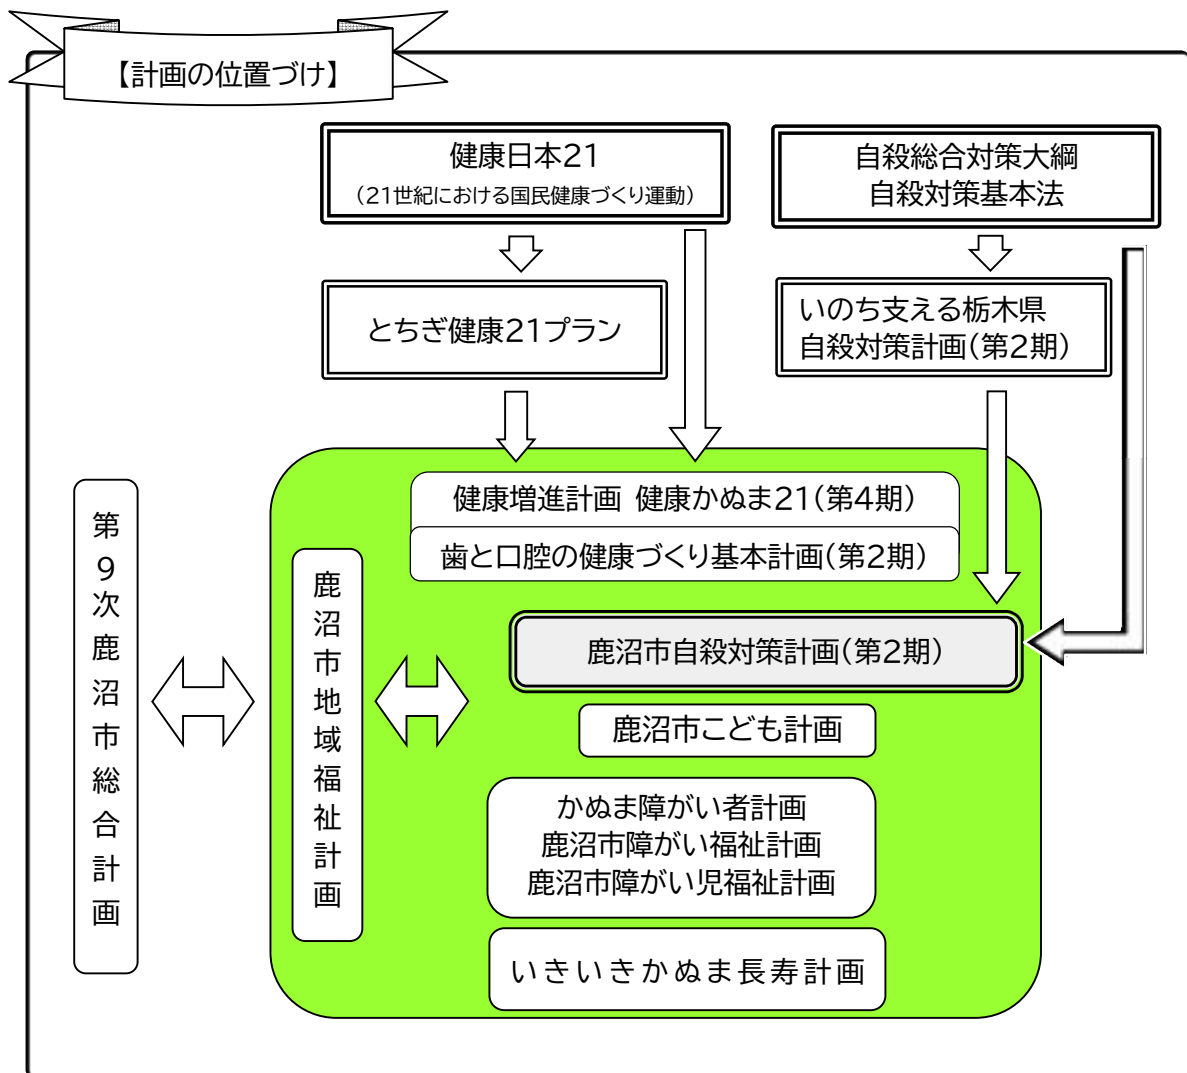 【計画の位置づけ】
健康日本21
（21世紀における国民健康づくり運動）
自殺総合対策大綱
自殺対策基本法
とちぎ健康21プラン
いのち支える栃木県
自殺対策計画（第2期）
健康増進計画 健康かぬま21（第4期）
歯と口腔の健康づくり基本計画（第2期）
第9次鹿沼市総合計画
鹿沼市地域福祉計画
鹿沼市自殺対策計画（第2期）
鹿沼市こども計画
かぬま障がい者計画
鹿沼市障がい福祉計画
鹿沼市障がい児福祉計画
いきいきかぬま長寿計画